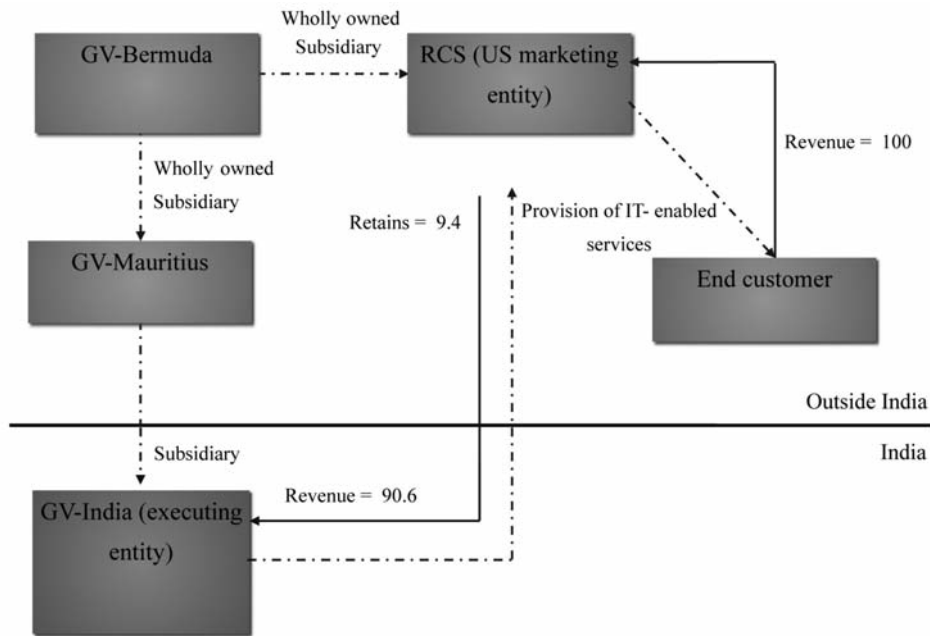 Wholly owned
Subsidiary
GV-Bermuda
RCS (US marketing
entity)
Revenue = 100
Wholly owned
Subsidiary
Retains = 9.4
Provision of IT- enabled
services
GV-Mauritius
End customer
Outside India
India
Subsidiary
Revenue = 90.6
GV-India (executing
entity)